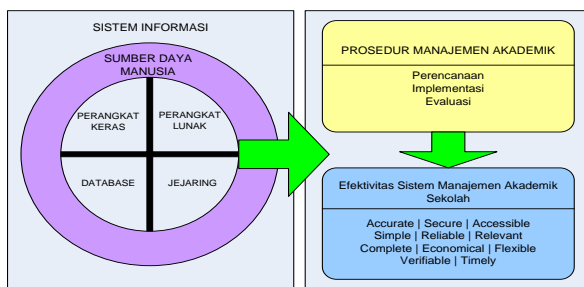 SISTEM INFORMASI
SUMBER DAYA
MANUSIA
PERANGKAT
KERAS
PERANGKAT
LUNAK
DATABASE
JEJARING
PROSEDUR MANAJEMEN AKADEMIK
Perencanaan
Implementasi
Evaluasi
Efektivitas Sistem Manajemen Akademik
Sekolah
Accurate | Secure | Accessible
Simple | Reliable | Relevant
Complete | Economical | Flexible
Verifiable | Timely